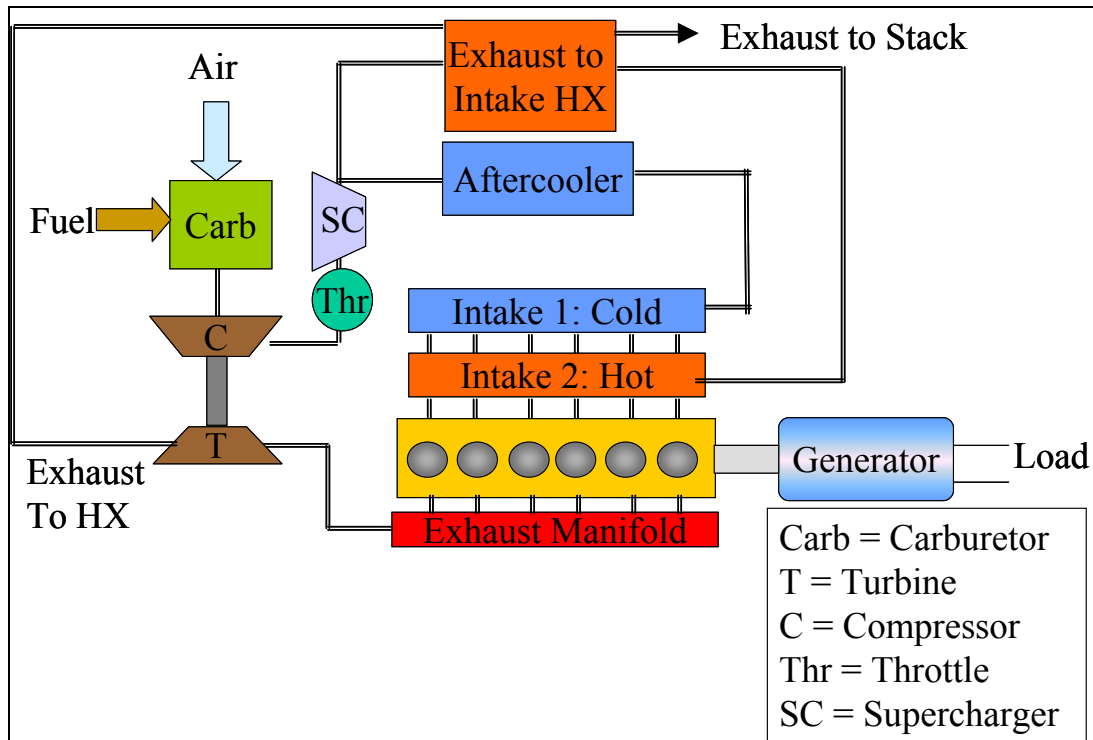 Exhaust to
Intake HX
Exhaust to Stack
Air
Aftercooler
Fuel
Carb
SC
Thr
Intake 1: Cold
C
Intake 2: Hot
T
Generator
Load
Exhaust
To HX
Exhaust Manifold
Carb = Carburetor
T = Turbine
C = Compressor
Thr = Throttle
SC = Supercharger